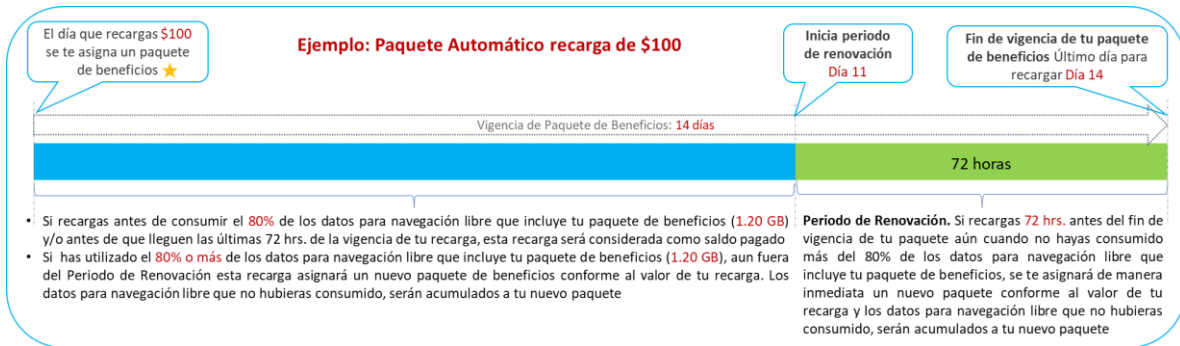 El día que recargas $100
se te asigna un paquete
de beneficios
Ejemplo: Paquete Automático recarga de $100
Inicia periodo
de renovación
Día 11
Fin de vigencia de tu paquete
de beneficios Último día para
recargar Día 14
Vigencia de Paquete de Beneficios: 14 días
72 horas
• Si recargas antes de consumir el 80% de los datos para navegación libre que incluye tu paquete de beneficios (1.20 GB)
y/o antes de que lleguen las últimas 72 hrs. de la vigencia de tu recarga, esta recarga será considerada como saldo pagado
• Si has utilizado el 80% o más de los datos para navegación libre que incluye tu paquete de beneficios (1.20 GB), aun fuera
del Periodo de Renovación esta recarga asignará un nuevo paquete de beneficios conforme al valor de tu recarga. Los
datos para navegación libre que no hubieras consumido, serán acumulados a tu nuevo paquete
Periodo de Renovación. Si recargas 72 hrs. antes del fin de
vigencia de tu paquete aún cuando no hayas consumido
más del 80% de los datos para navegación libre que
incluye tu paquete de beneficios, se te asignará de manera
inmediata un nuevo paquete conforme al valor de tu
recarga y los datos para navegación libre que no hubieras
consumido, serán acumulados a tu nuevo paquete